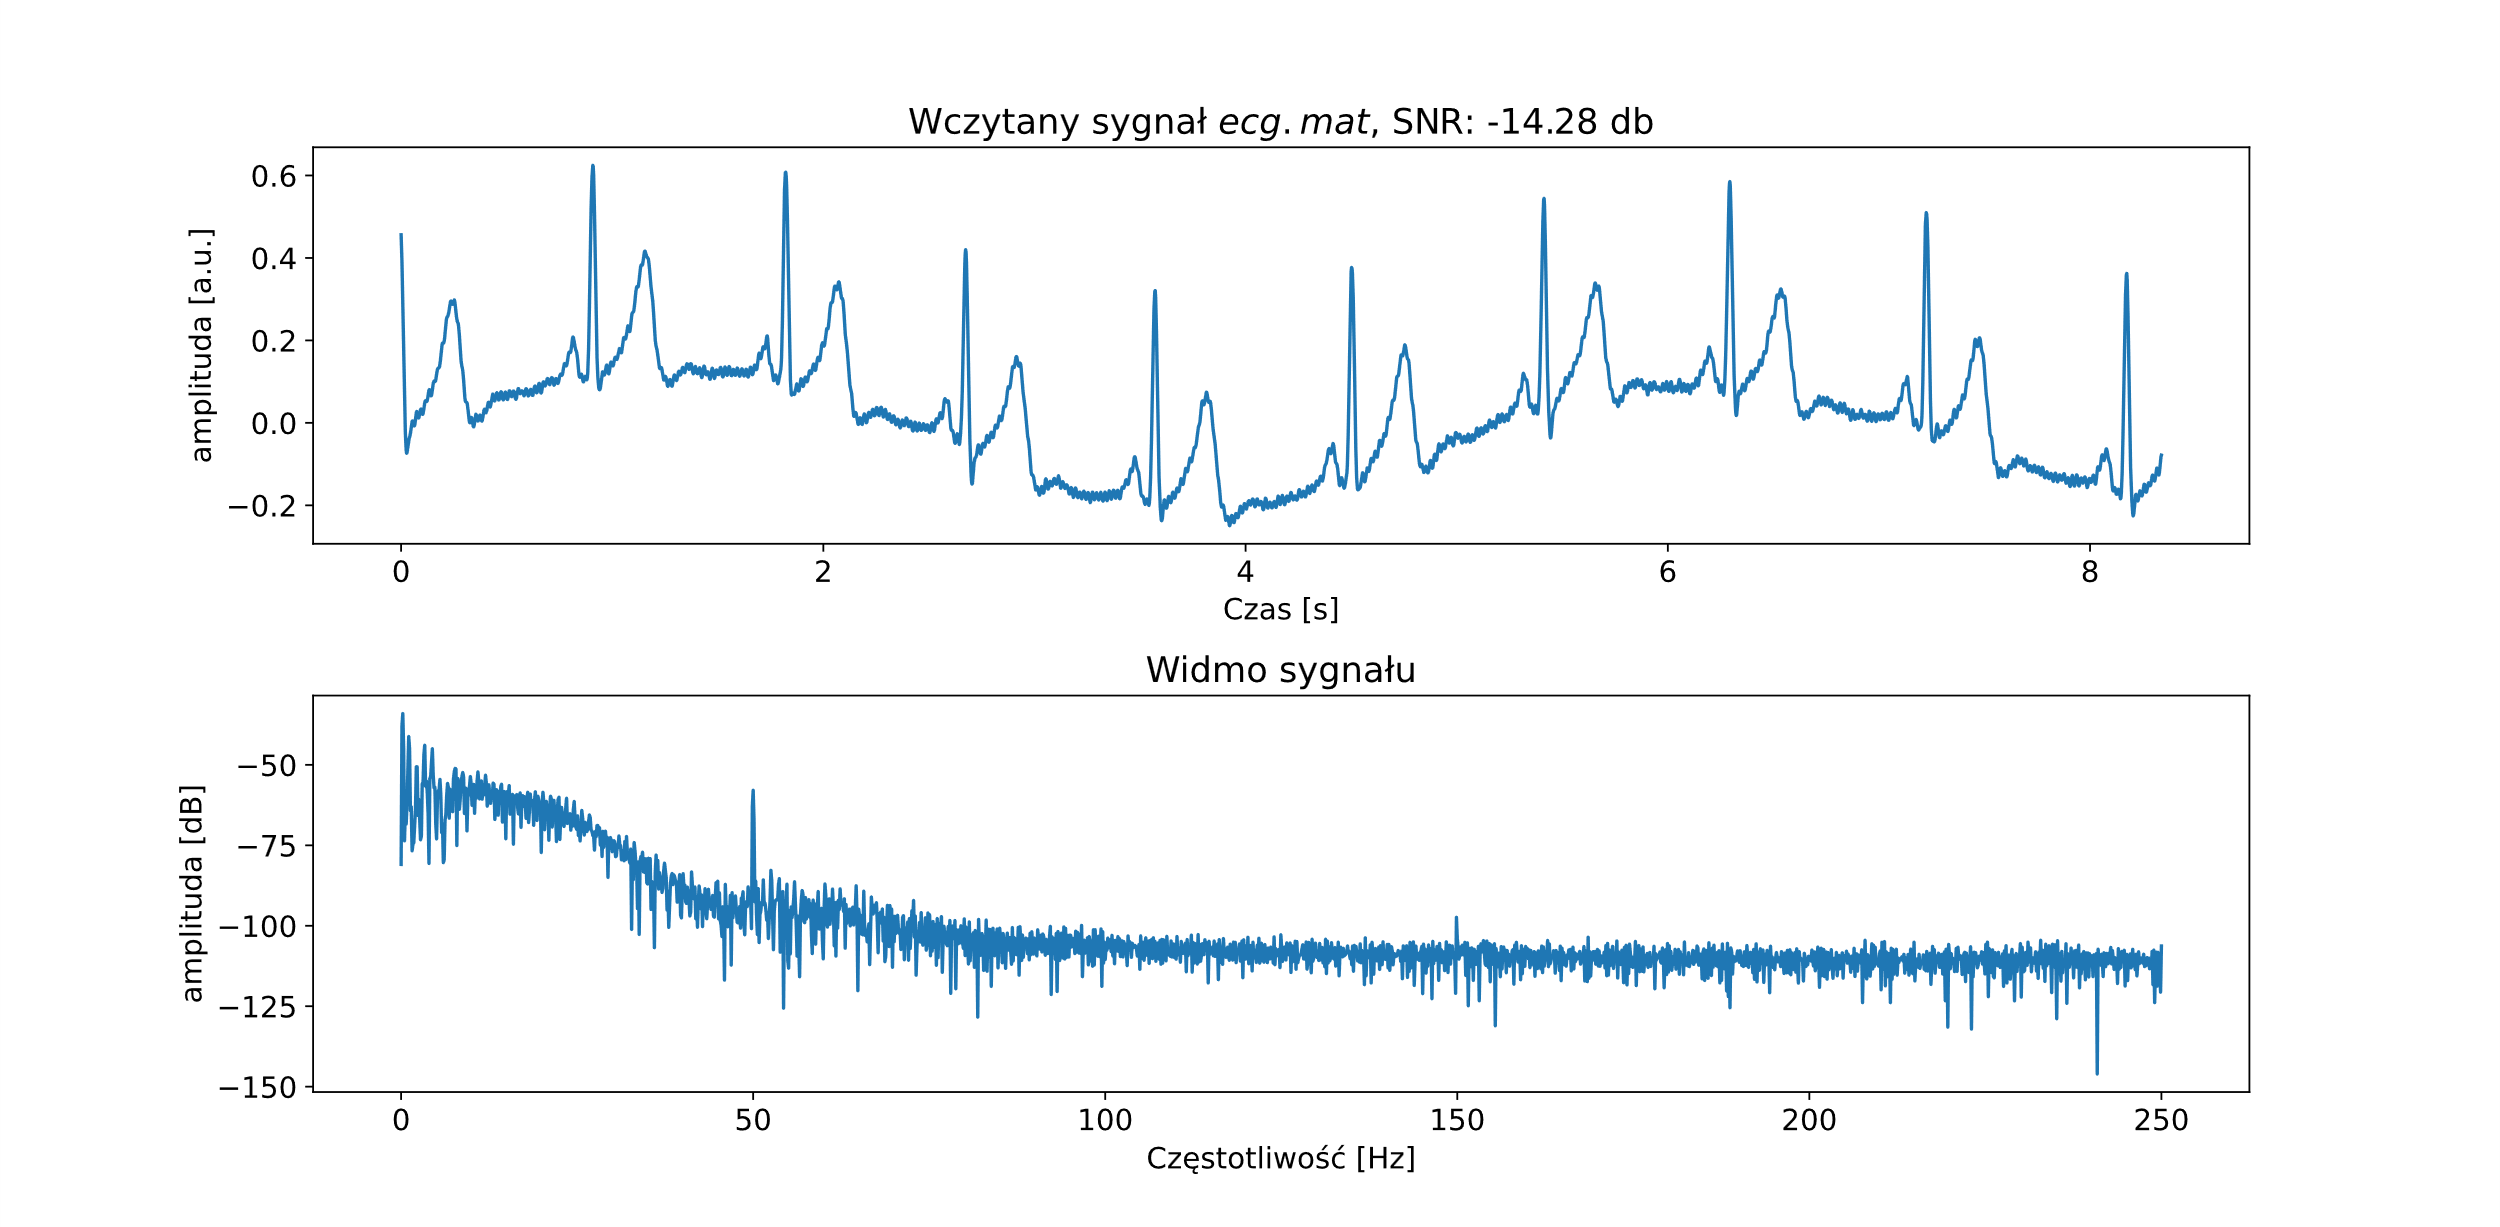 Wczytany sygnał ecg.mat, SNR: -14.28 db
amplituda [a.u.]
0.6
0.4
0.2
0.0
−0.2
0 2 4 6 8
Czas [s]
Widmo sygnału
amplituda [dB]
−50
−75
−100
−125
−150
0 50 100 150 200 250
Częstotliwość [Hz]